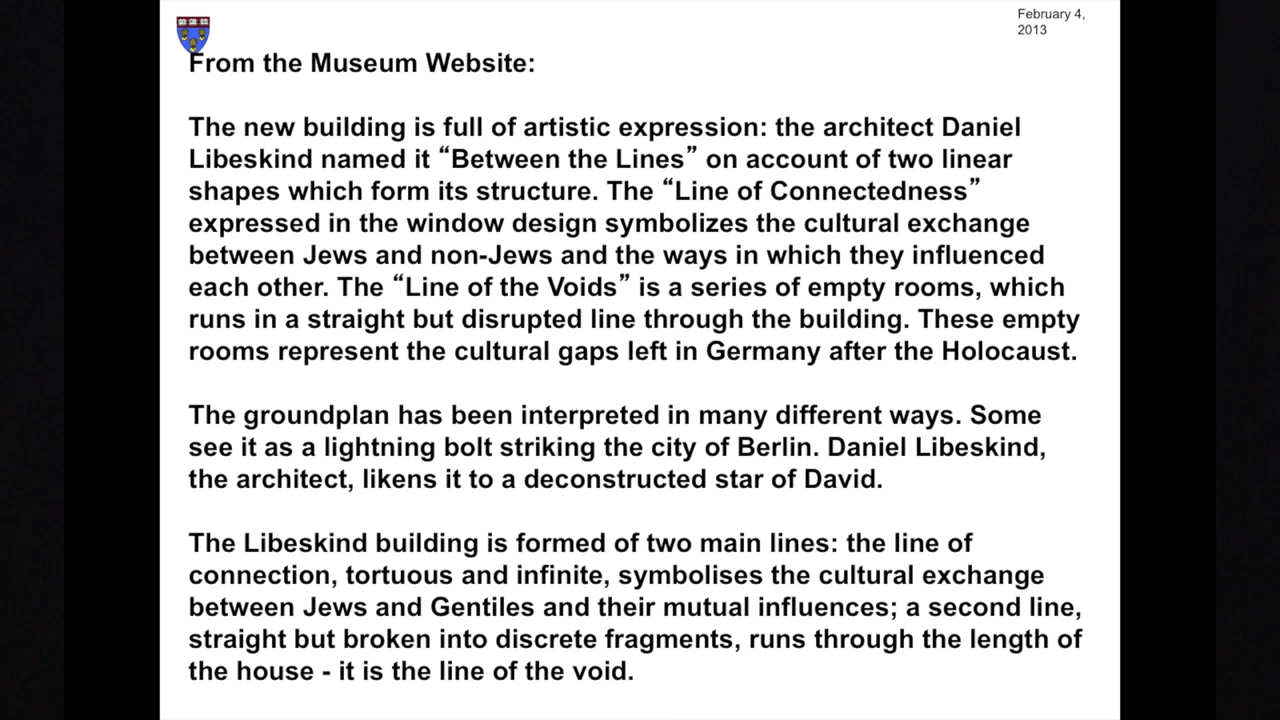 February 4,
2013
From the Museum Website:
The new building is full of artistic expression: the architect Daniel
Libeskind named it “Between the Lines” on account of two linear
shapes which form its structure. The “Line of Connectedness”
expressed in the window design symbolizes the cultural exchange
between Jews and non-Jews and the ways in which they influenced
each other. The “Line of the Voids” is a series of empty rooms, which
runs in a straight but disrupted line through the building. These empty
rooms represent the cultural gaps left in Germany after the Holocaust.
The groundplan has been interpreted in many different ways. Some
see it as a lightning bolt striking the city of Berlin. Daniel Libeskind,
the architect, likens it to a deconstructed star of David.
The Libeskind building is formed of two main lines: the line of
connection, tortuous and infinite, symbolises the cultural exchange
between Jews and Gentiles and their mutual influences; a second line,
straight but broken into discrete fragments, runs through the length of
the house - it is the line of the void.